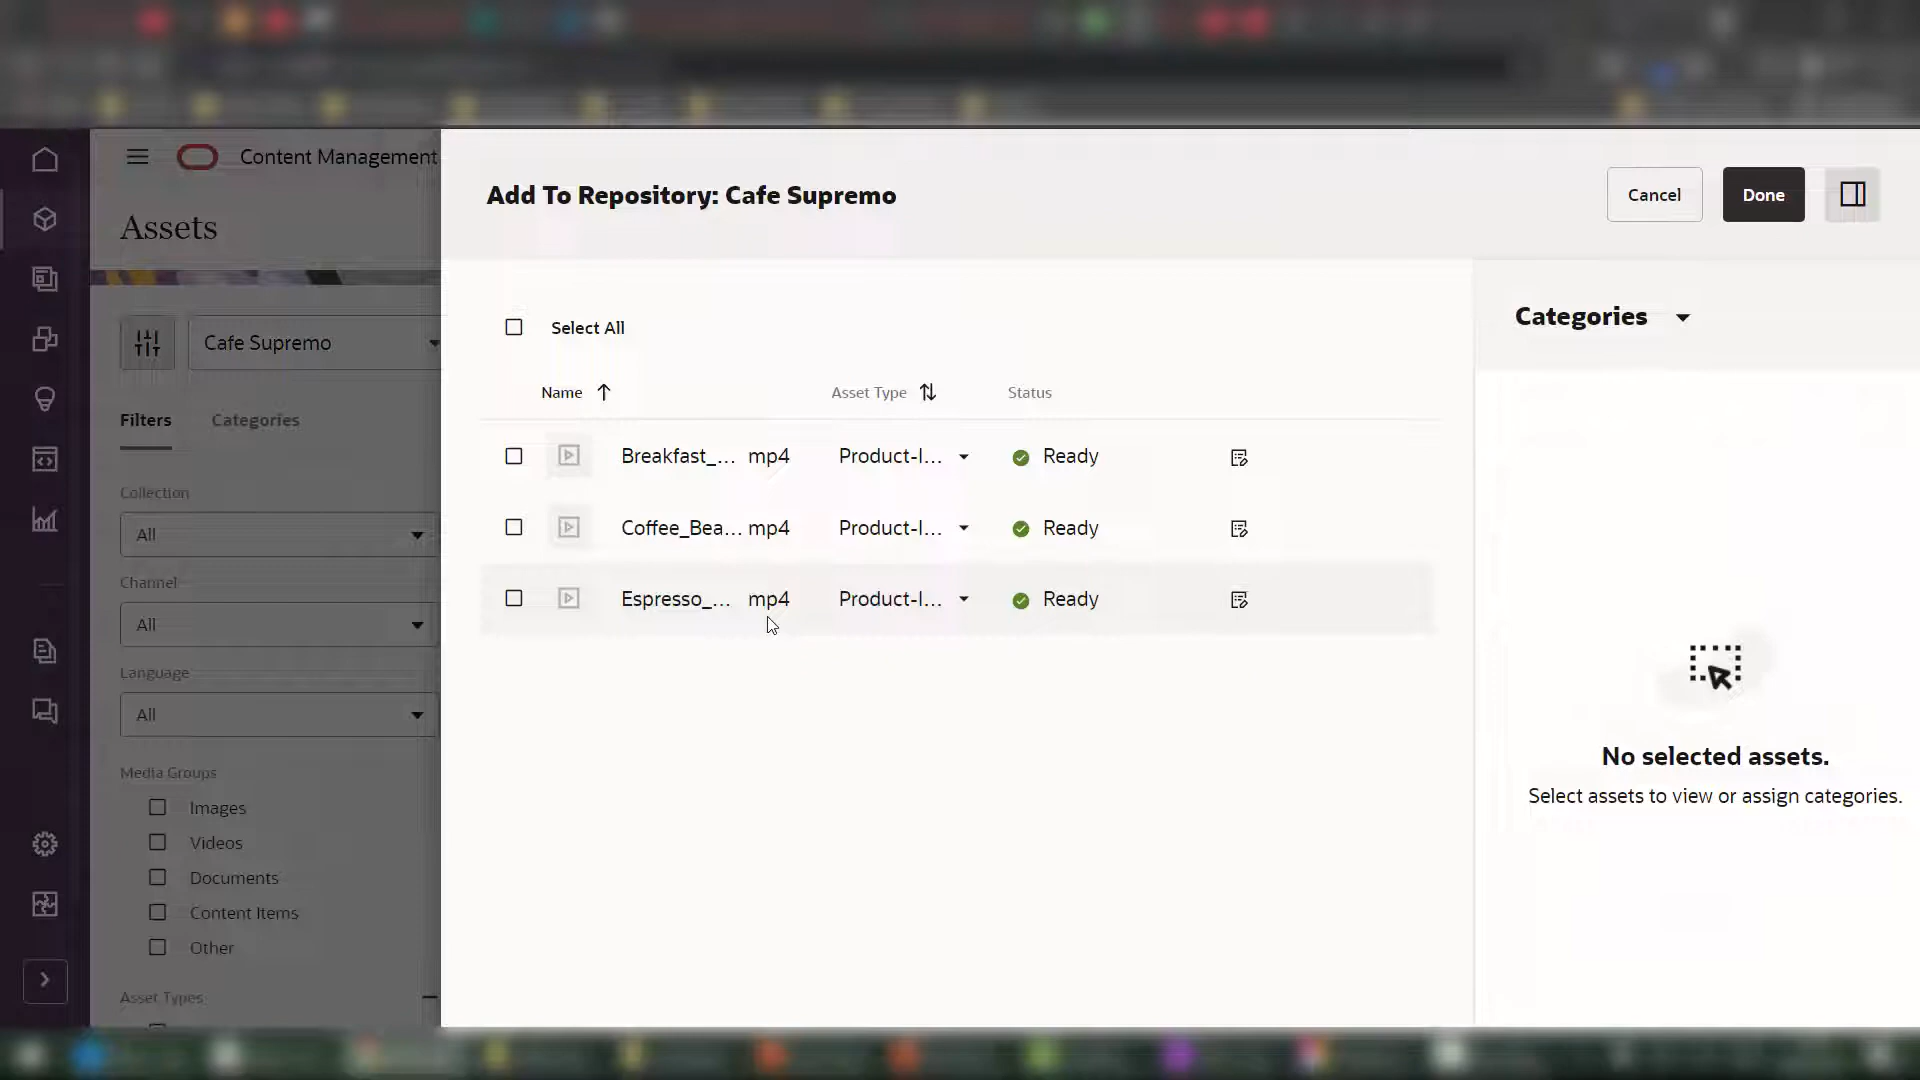 Content Management
Assets
Cafe Supremo
Filters
Categories
Collection
All
Channel
All
Language
All
Media Groups
Images
Videos
Documents
Content Items
Other
Asset Types
Add To Repository: Cafe Supremo
Cancel
Done
Select All
Name
Asset Type
Status
Breakfast_... mp4 Product-I... Ready
Coffee_Bea... mp4 Product-I... Ready
Espresso_... mp4 Product-I... Ready
Categories
No selected assets.
Select assets to view or assign categories.